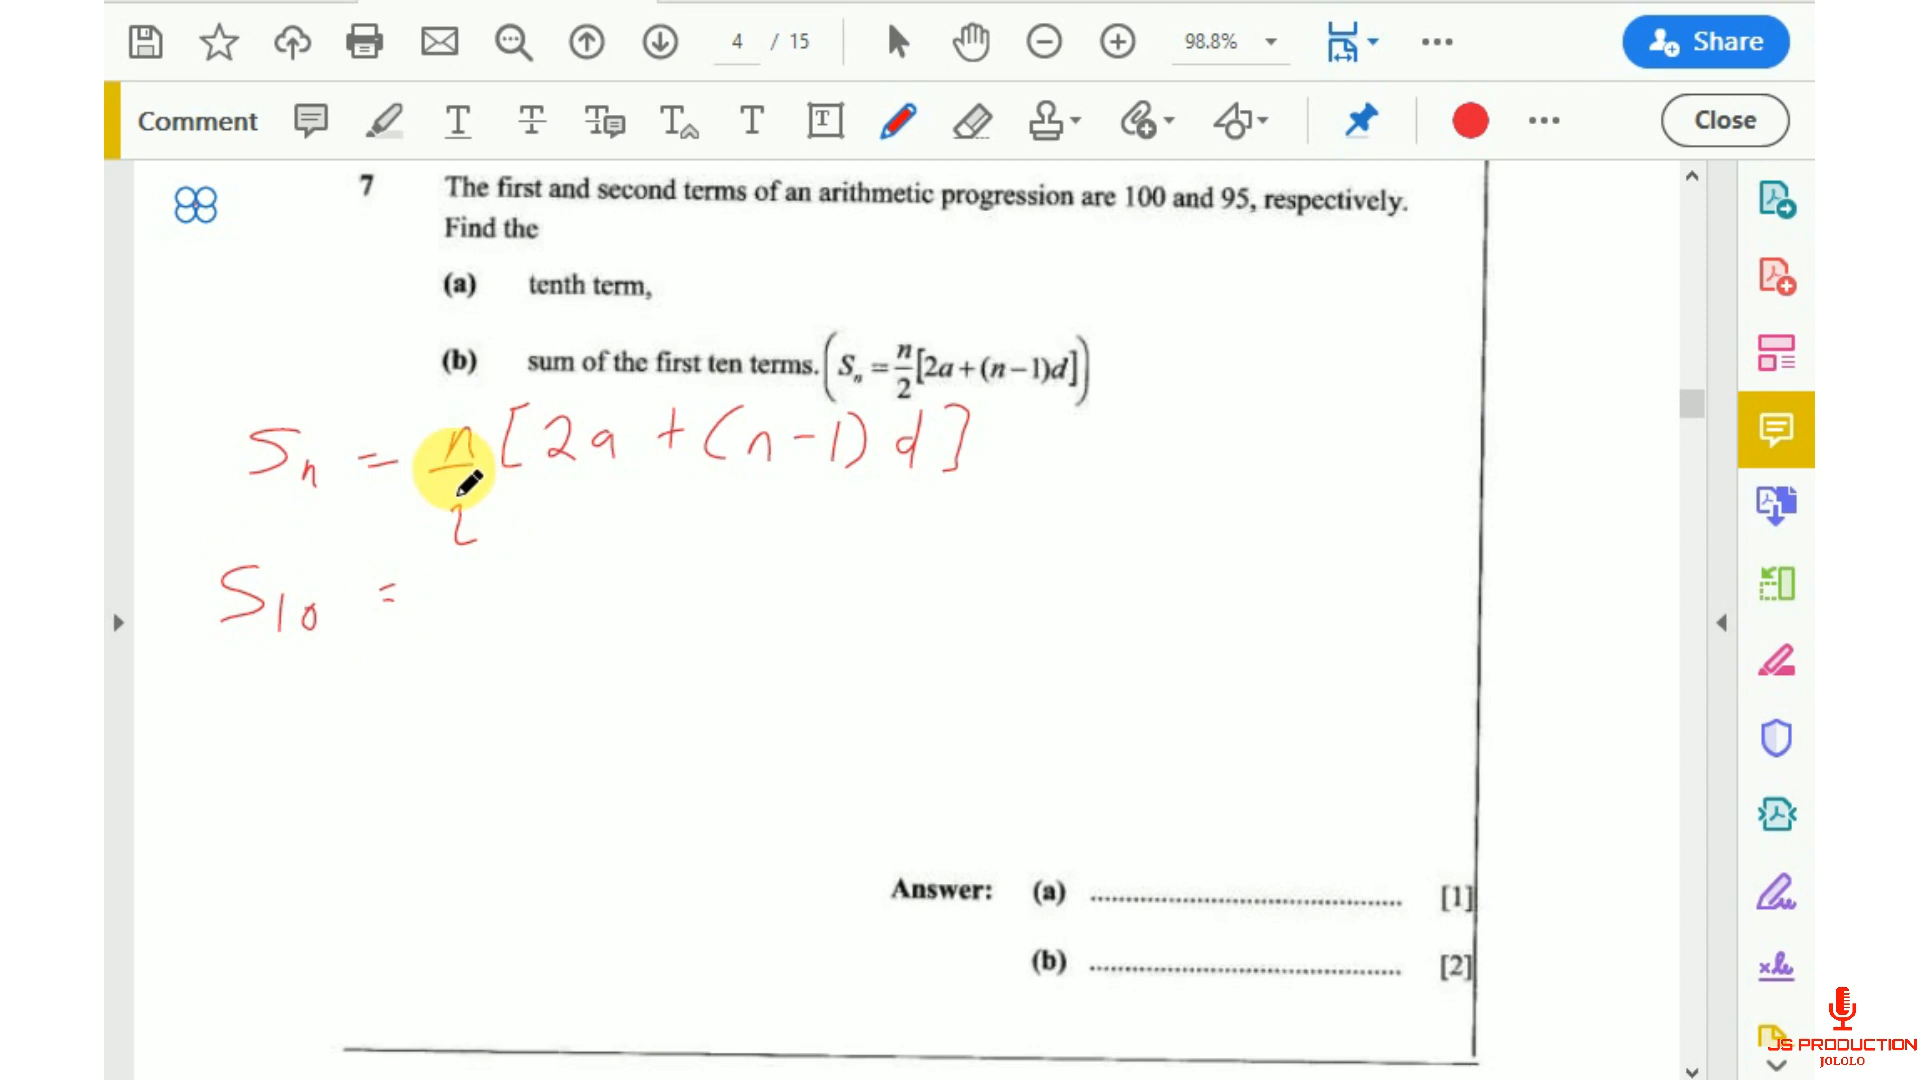 4 / 15 98.8% Share
Comment Close
7 The first and second terms of an arithmetic progression are 100 and 95, respectively.
Find the
(a) tenth term,
(b) sum of the first ten terms. (Sₙ = n/2[2a+(n−1)d])
Sₙ = n/2 [2a + (n-1)d]
S₁₀ =
Answer: (a) ............................................. [1]
(b) ............................................. [2]
JS PRODUCTION
JOLOLO